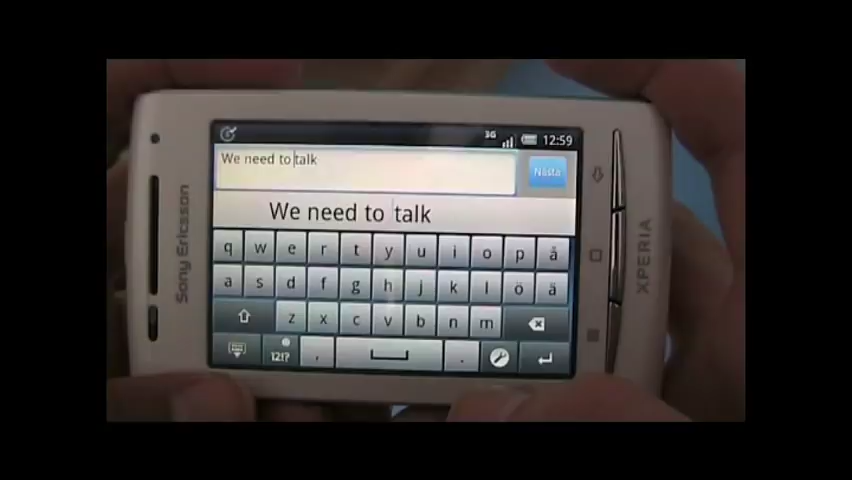 3G 12:59
We need to talk
Nästa
We need to talk
q w e r t y u i o p å
a s d f g h j k l ö ä
z x c v b n m
12!? , .
Sony Ericsson
XPERIA